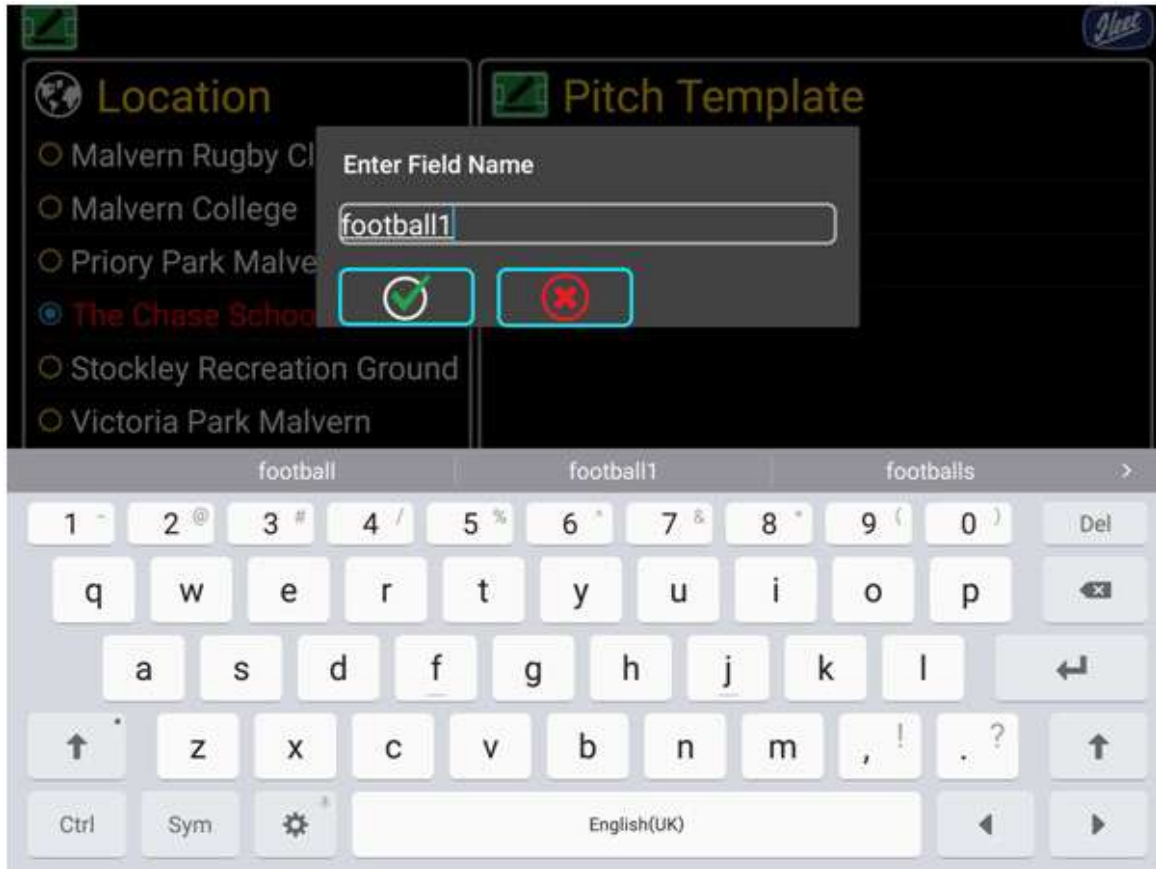 Fleet
Location
Pitch Template
Malvern Rugby Cl
Enter Field Name
Malvern College
football1
Priory Park Malve
The Chase Schoo
Stockley Recreation Ground
Victoria Park Malvern
football football1 footballs >
1 - 2 @ 3 # 4 / 5 % 6 ^ 7 & 8 * 9 ( 0 ) Del
q w e r t y u i o p
a s d f g h j k l
z x c v b n m , ! . ?
Ctrl Sym English(UK)